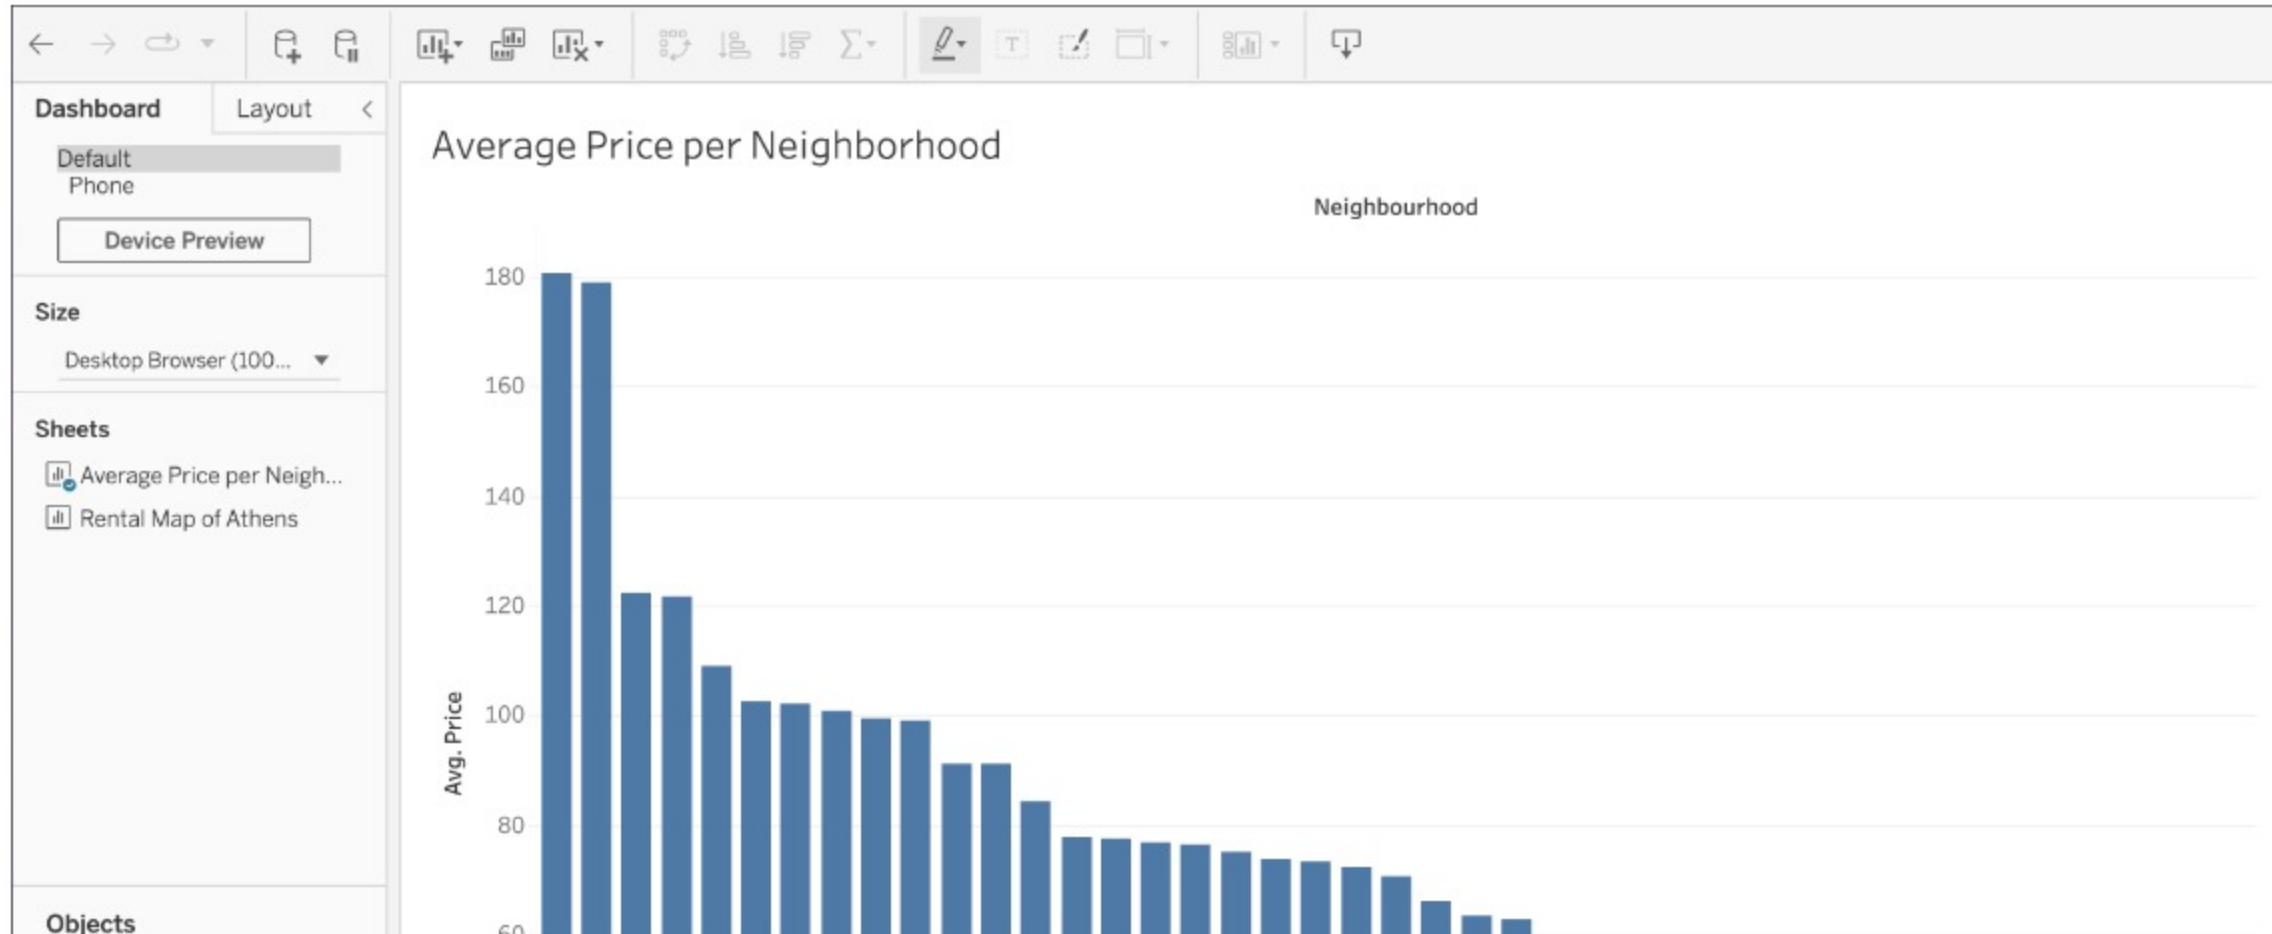 Dashboard
Layout
Default
Phone
Device Preview
Size
Desktop Browser (100...
Sheets
Average Price per Neigh...
Rental Map of Athens
Objects
T
Average Price per Neighborhood
Neighbourhood
180
160
140
120
100
80
60
Avg. Price